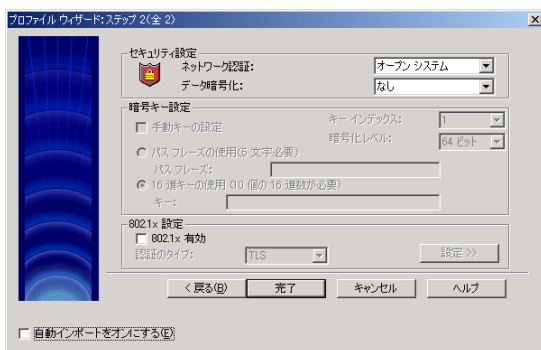 プロファイル ウィザード:ステップ 2(全 2)
セキュリティ設定
ネットワーク認証: オープン システム
データ暗号化: なし
暗号キー設定
手動キーの設定 キー インデックス: 1
暗号化レベル: 64 ビット
パス フレーズの使用(5 文字必要)
パス フレーズ:
16 進キーの使用 (10 個の 16 進数が必要)
キー:
802.1x 設定
802.1x 有効
認証のタイプ: TLS 設定 >>
< 戻る(B) 完了 キャンセル ヘルプ
自動インポートをオンにする(E)